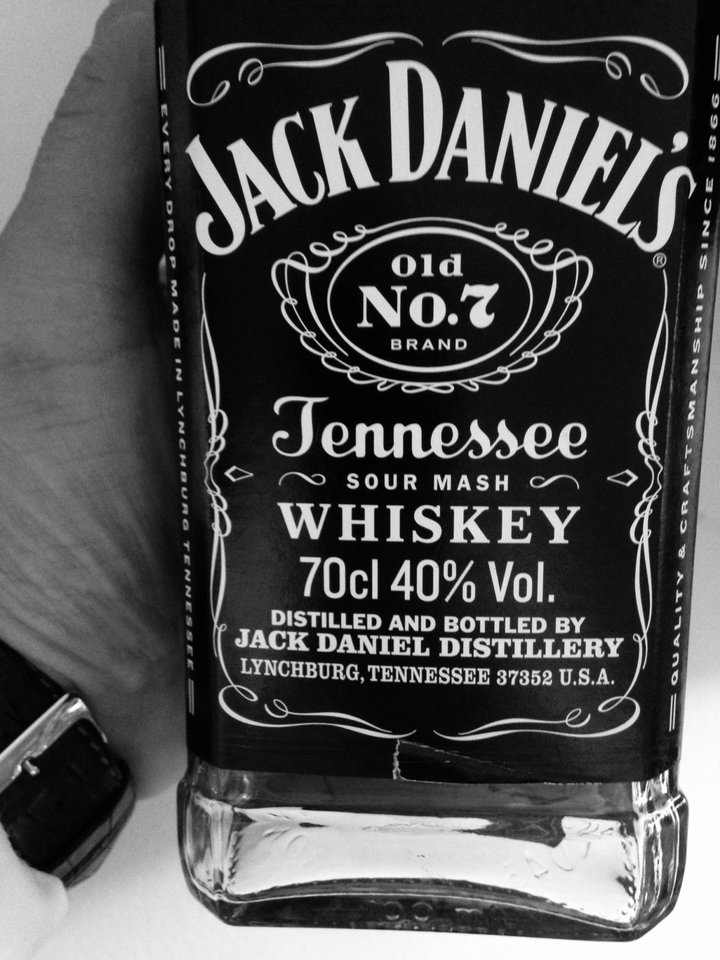 JACK DANIEL'S
®
Old
No.7
BRAND
Tennessee
SOUR MASH
WHISKEY
70cl 40% Vol.
DISTILLED AND BOTTLED BY
JACK DANIEL DISTILLERY
LYNCHBURG, TENNESSEE 37352 U.S.A.
EVERY DROP MADE IN LYNCHBURG TENNESSEE
QUALITY & CRAFTSMANSHIP SINCE 1866